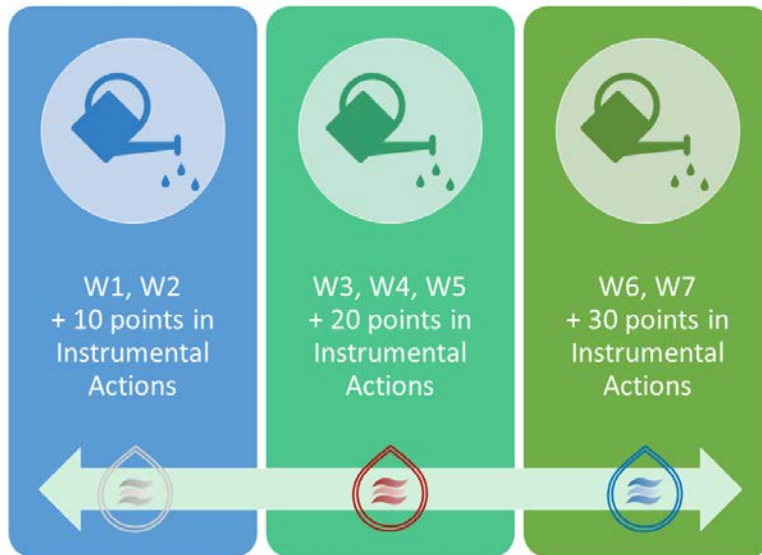 W1, W2
+ 10 points in
Instrumental
Actions
W3, W4, W5
+ 20 points in
Instrumental
Actions
W6, W7
+ 30 points in
Instrumental
Actions